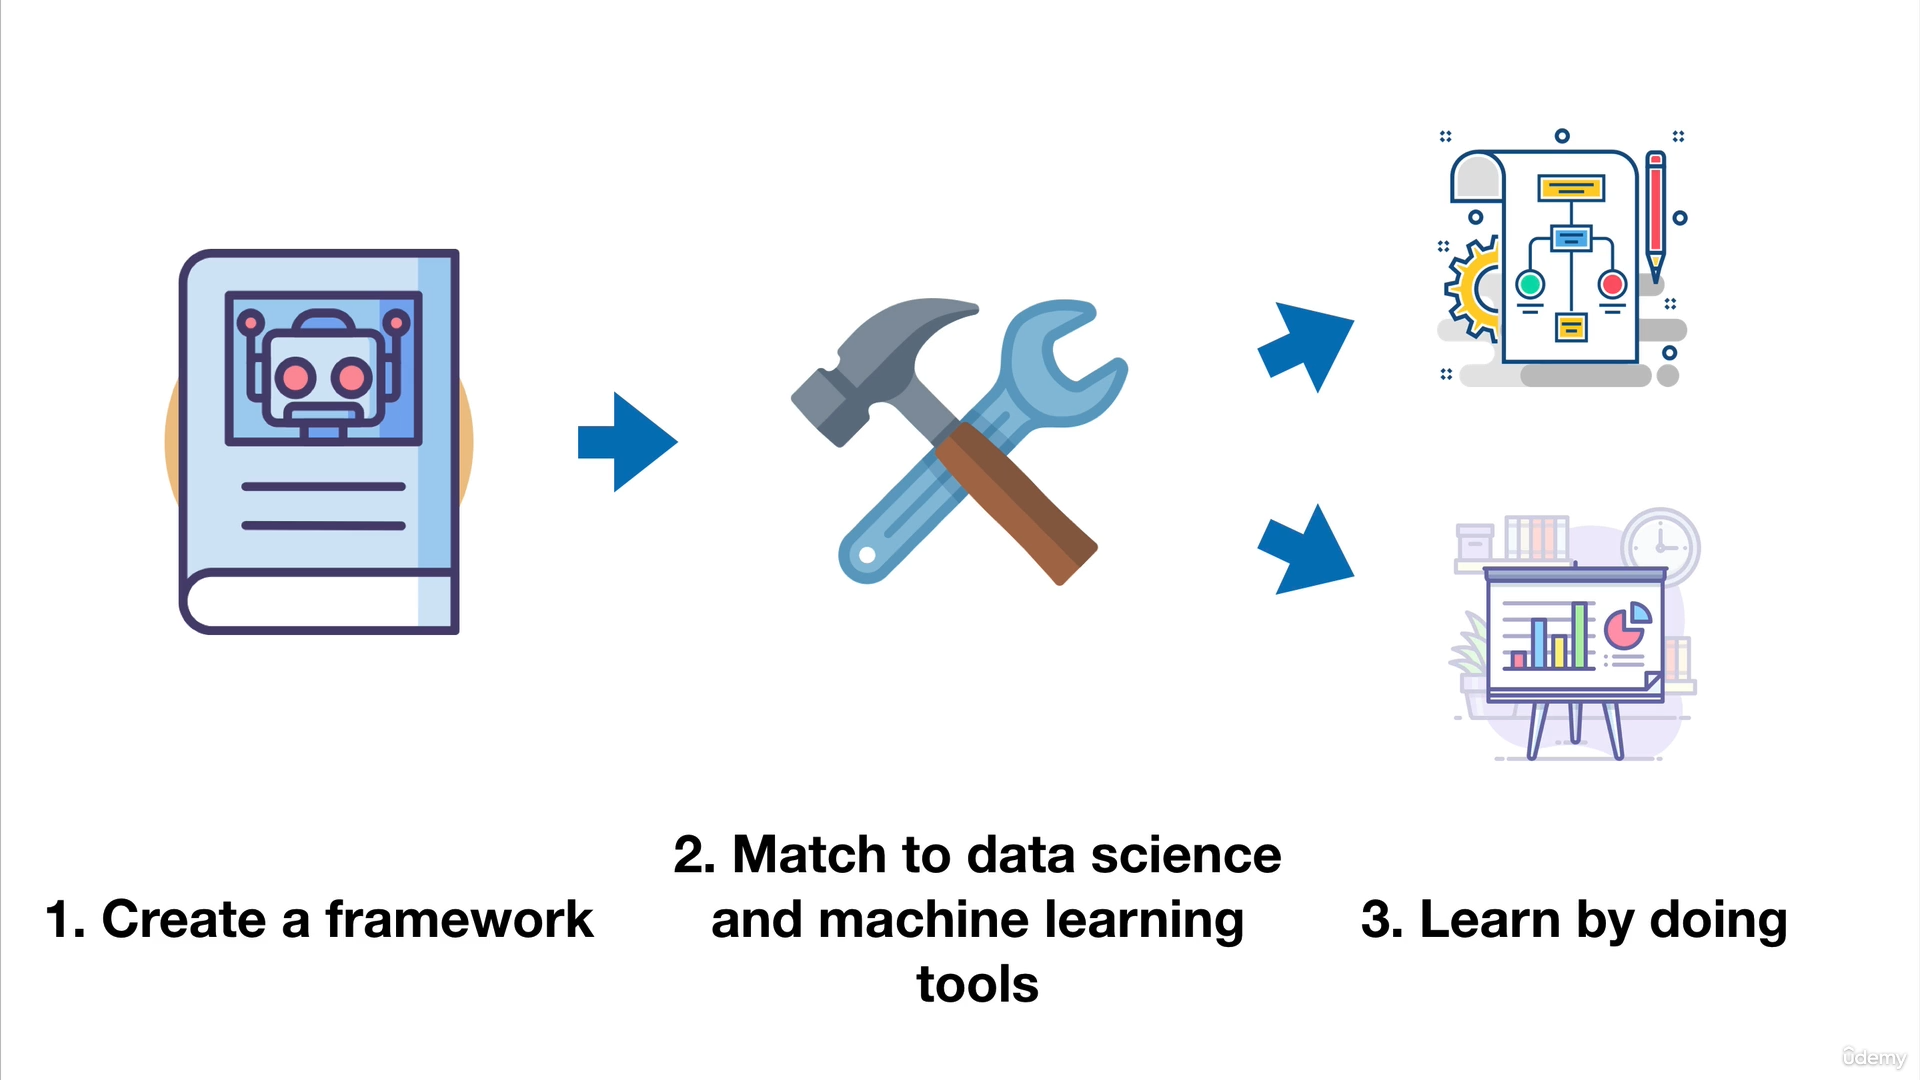 1. Create a framework
2. Match to data science
and machine learning
tools
3. Learn by doing
ûdemy